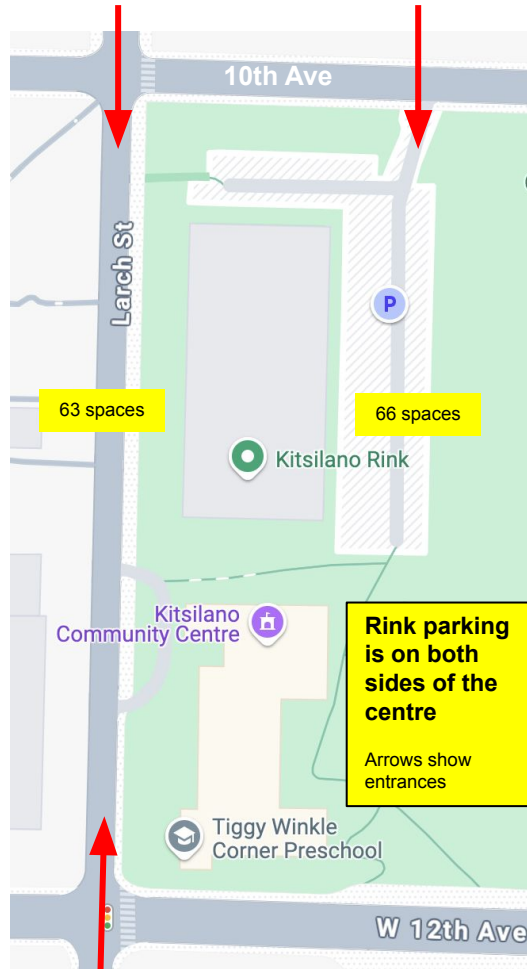 10th Ave
Larch St
P
63 spaces
66 spaces
Kitsilano Rink
Kitsilano
Community Centre
Rink parking
is on both
sides of the
centre
Arrows show
entrances
Tiggy Winkle
Corner Preschool
W 12th Ave